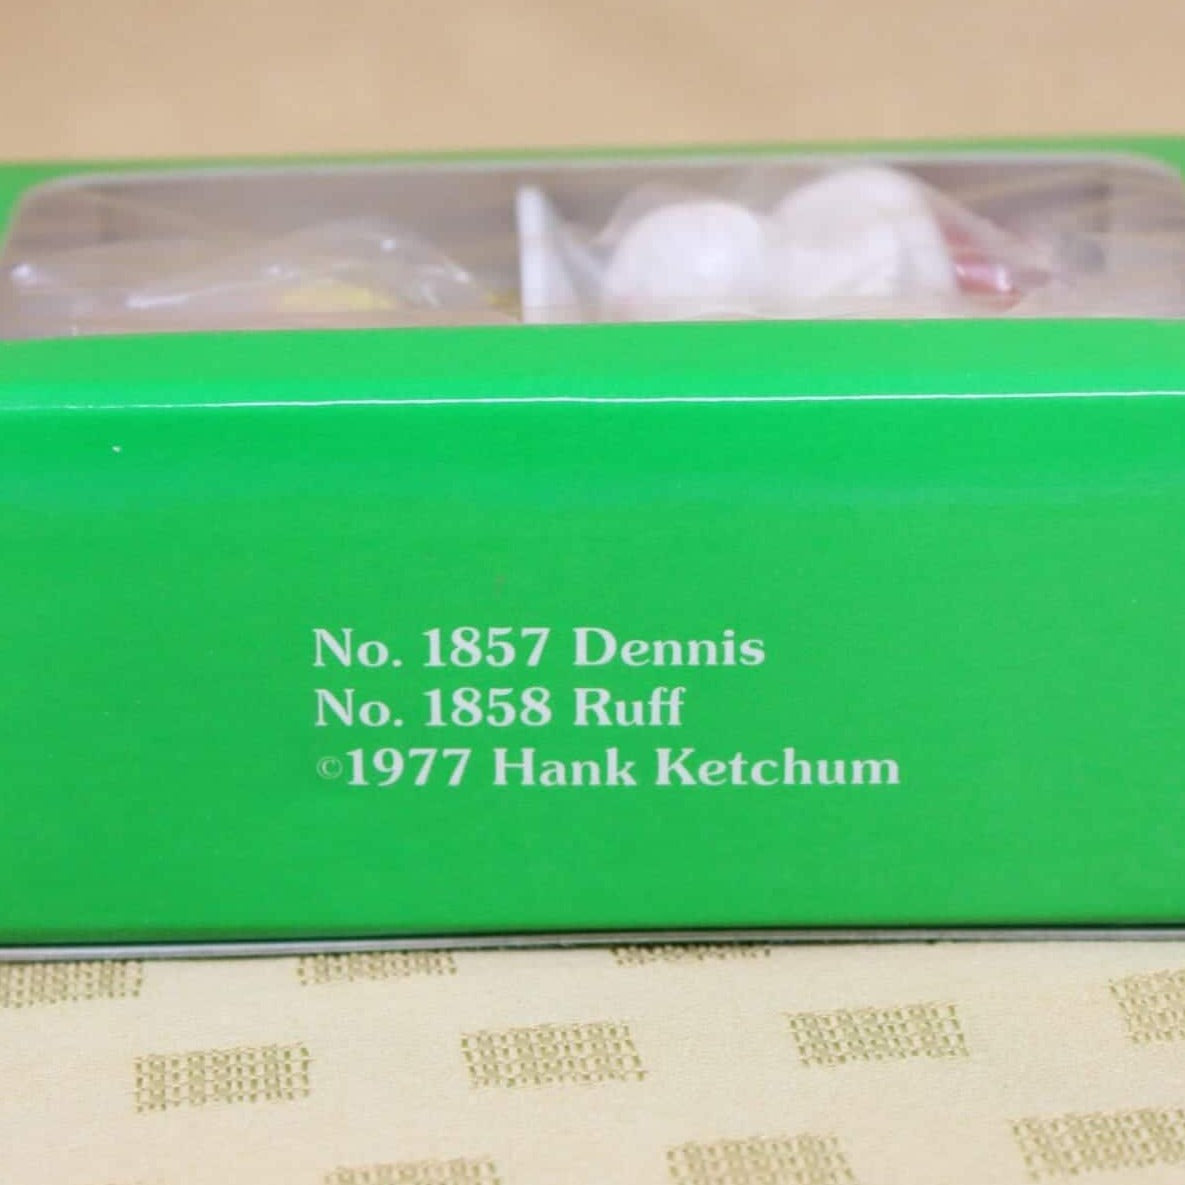 No. 1857 Dennis
No. 1858 Ruff
©1977 Hank Ketchum